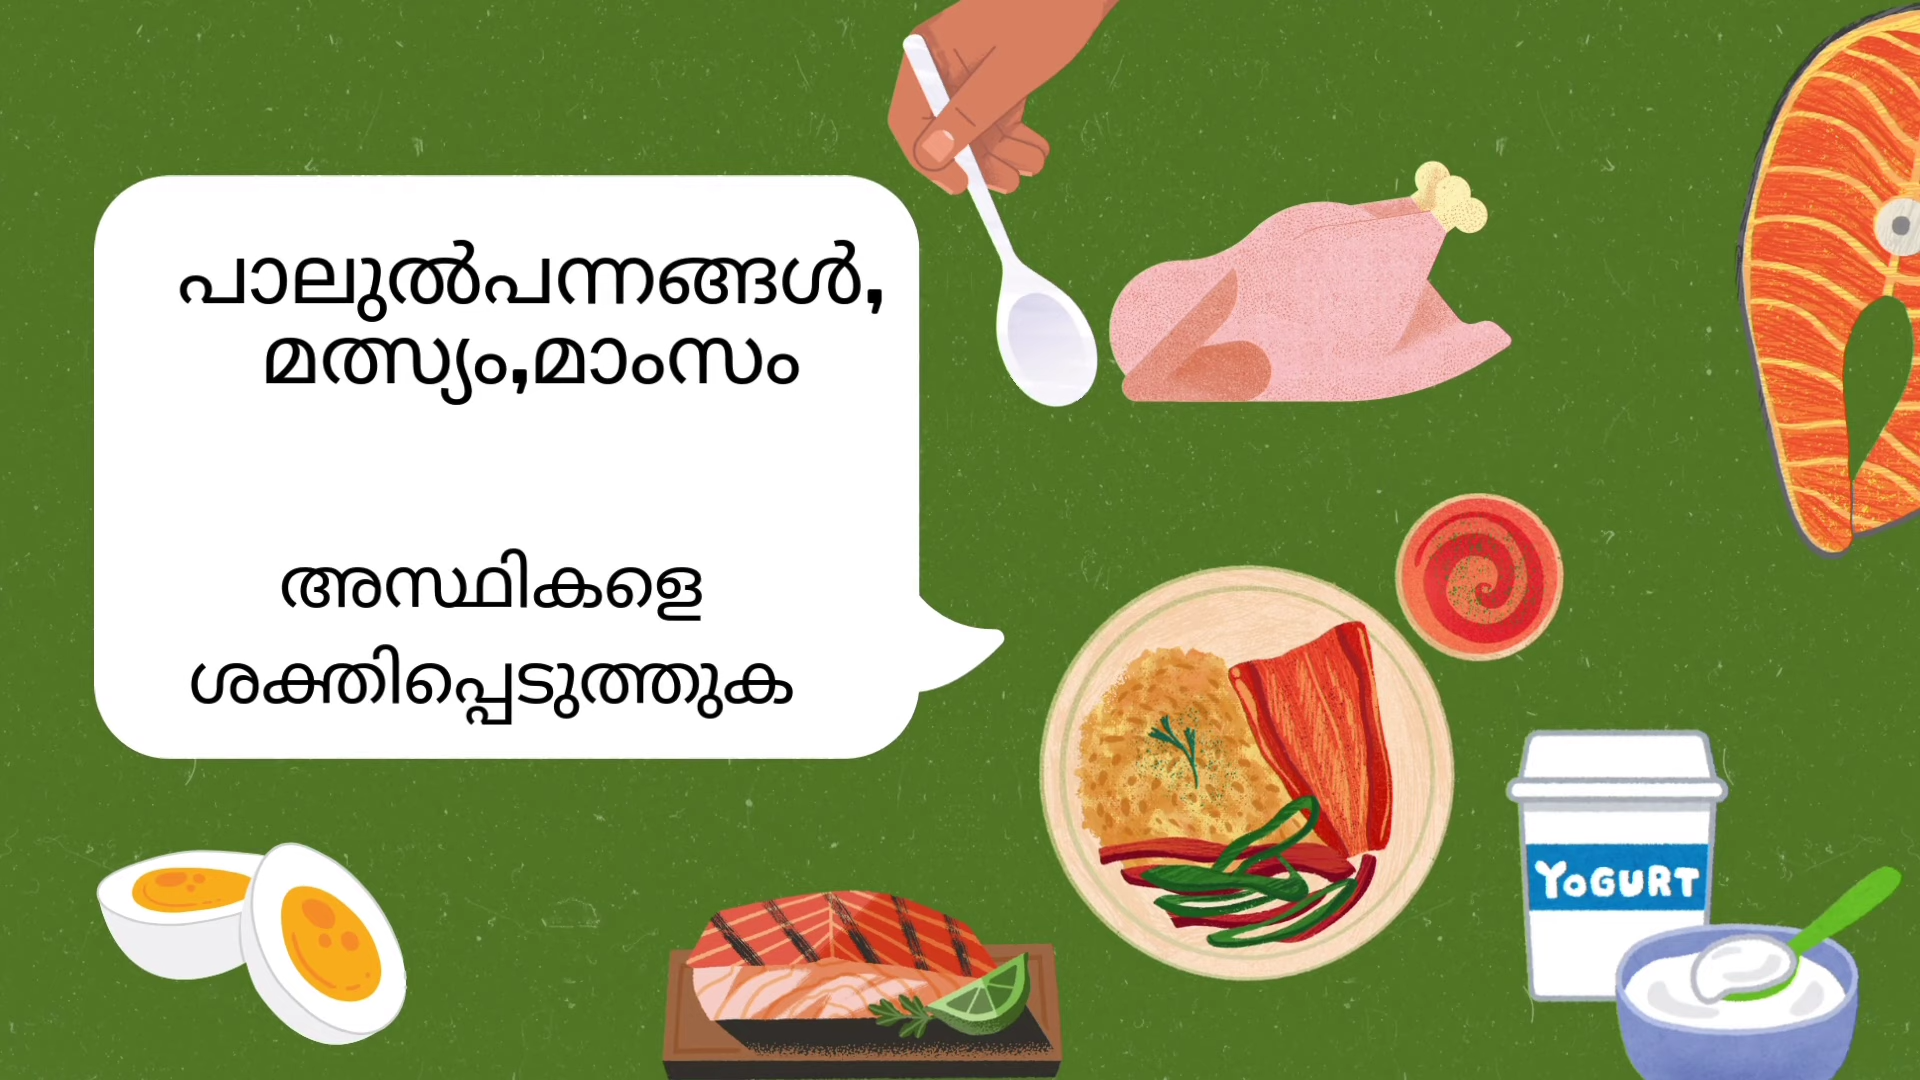 പാലുൽപന്നങ്ങൾ,
മത്സ്യം,മാംസം
അസ്ഥികളെ
ശക്തിപ്പെടുത്തുക
YOGURT